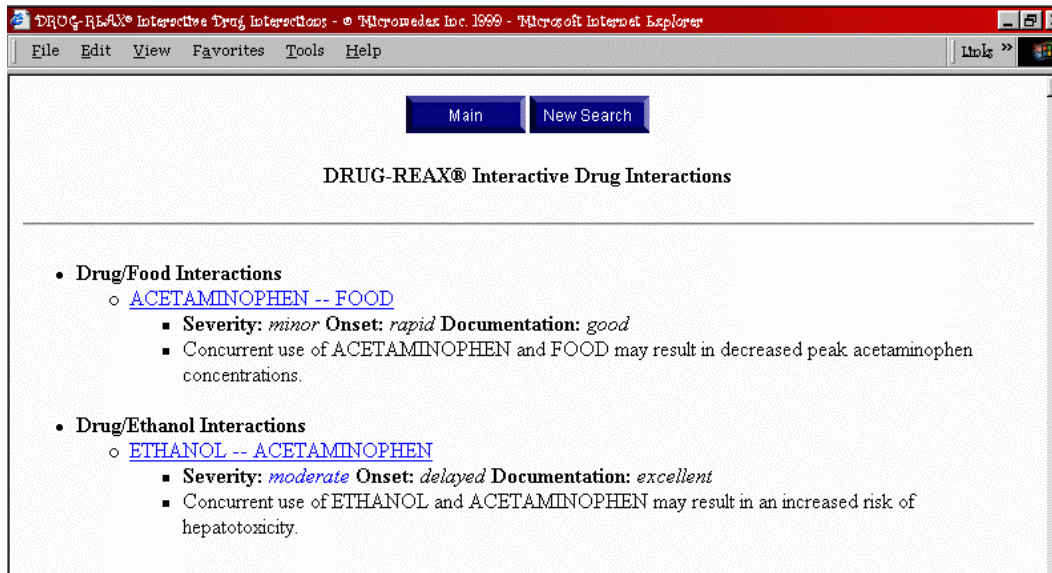 DRUG-REAX® Interactive Drug Interactions - © Micromedex Inc. 1999 - Microsoft Internet Explorer
File Edit View Favorites Tools Help Links »
Main New Search
DRUG-REAX® Interactive Drug Interactions
Drug/Food Interactions
ACETAMINOPHEN -- FOOD
Severity: minor Onset: rapid Documentation: good
Concurrent use of ACETAMINOPHEN and FOOD may result in decreased peak acetaminophen
concentrations.
Drug/Ethanol Interactions
ETHANOL -- ACETAMINOPHEN
Severity: moderate Onset: delayed Documentation: excellent
Concurrent use of ETHANOL and ACETAMINOPHEN may result in an increased risk of
hepatotoxicity.